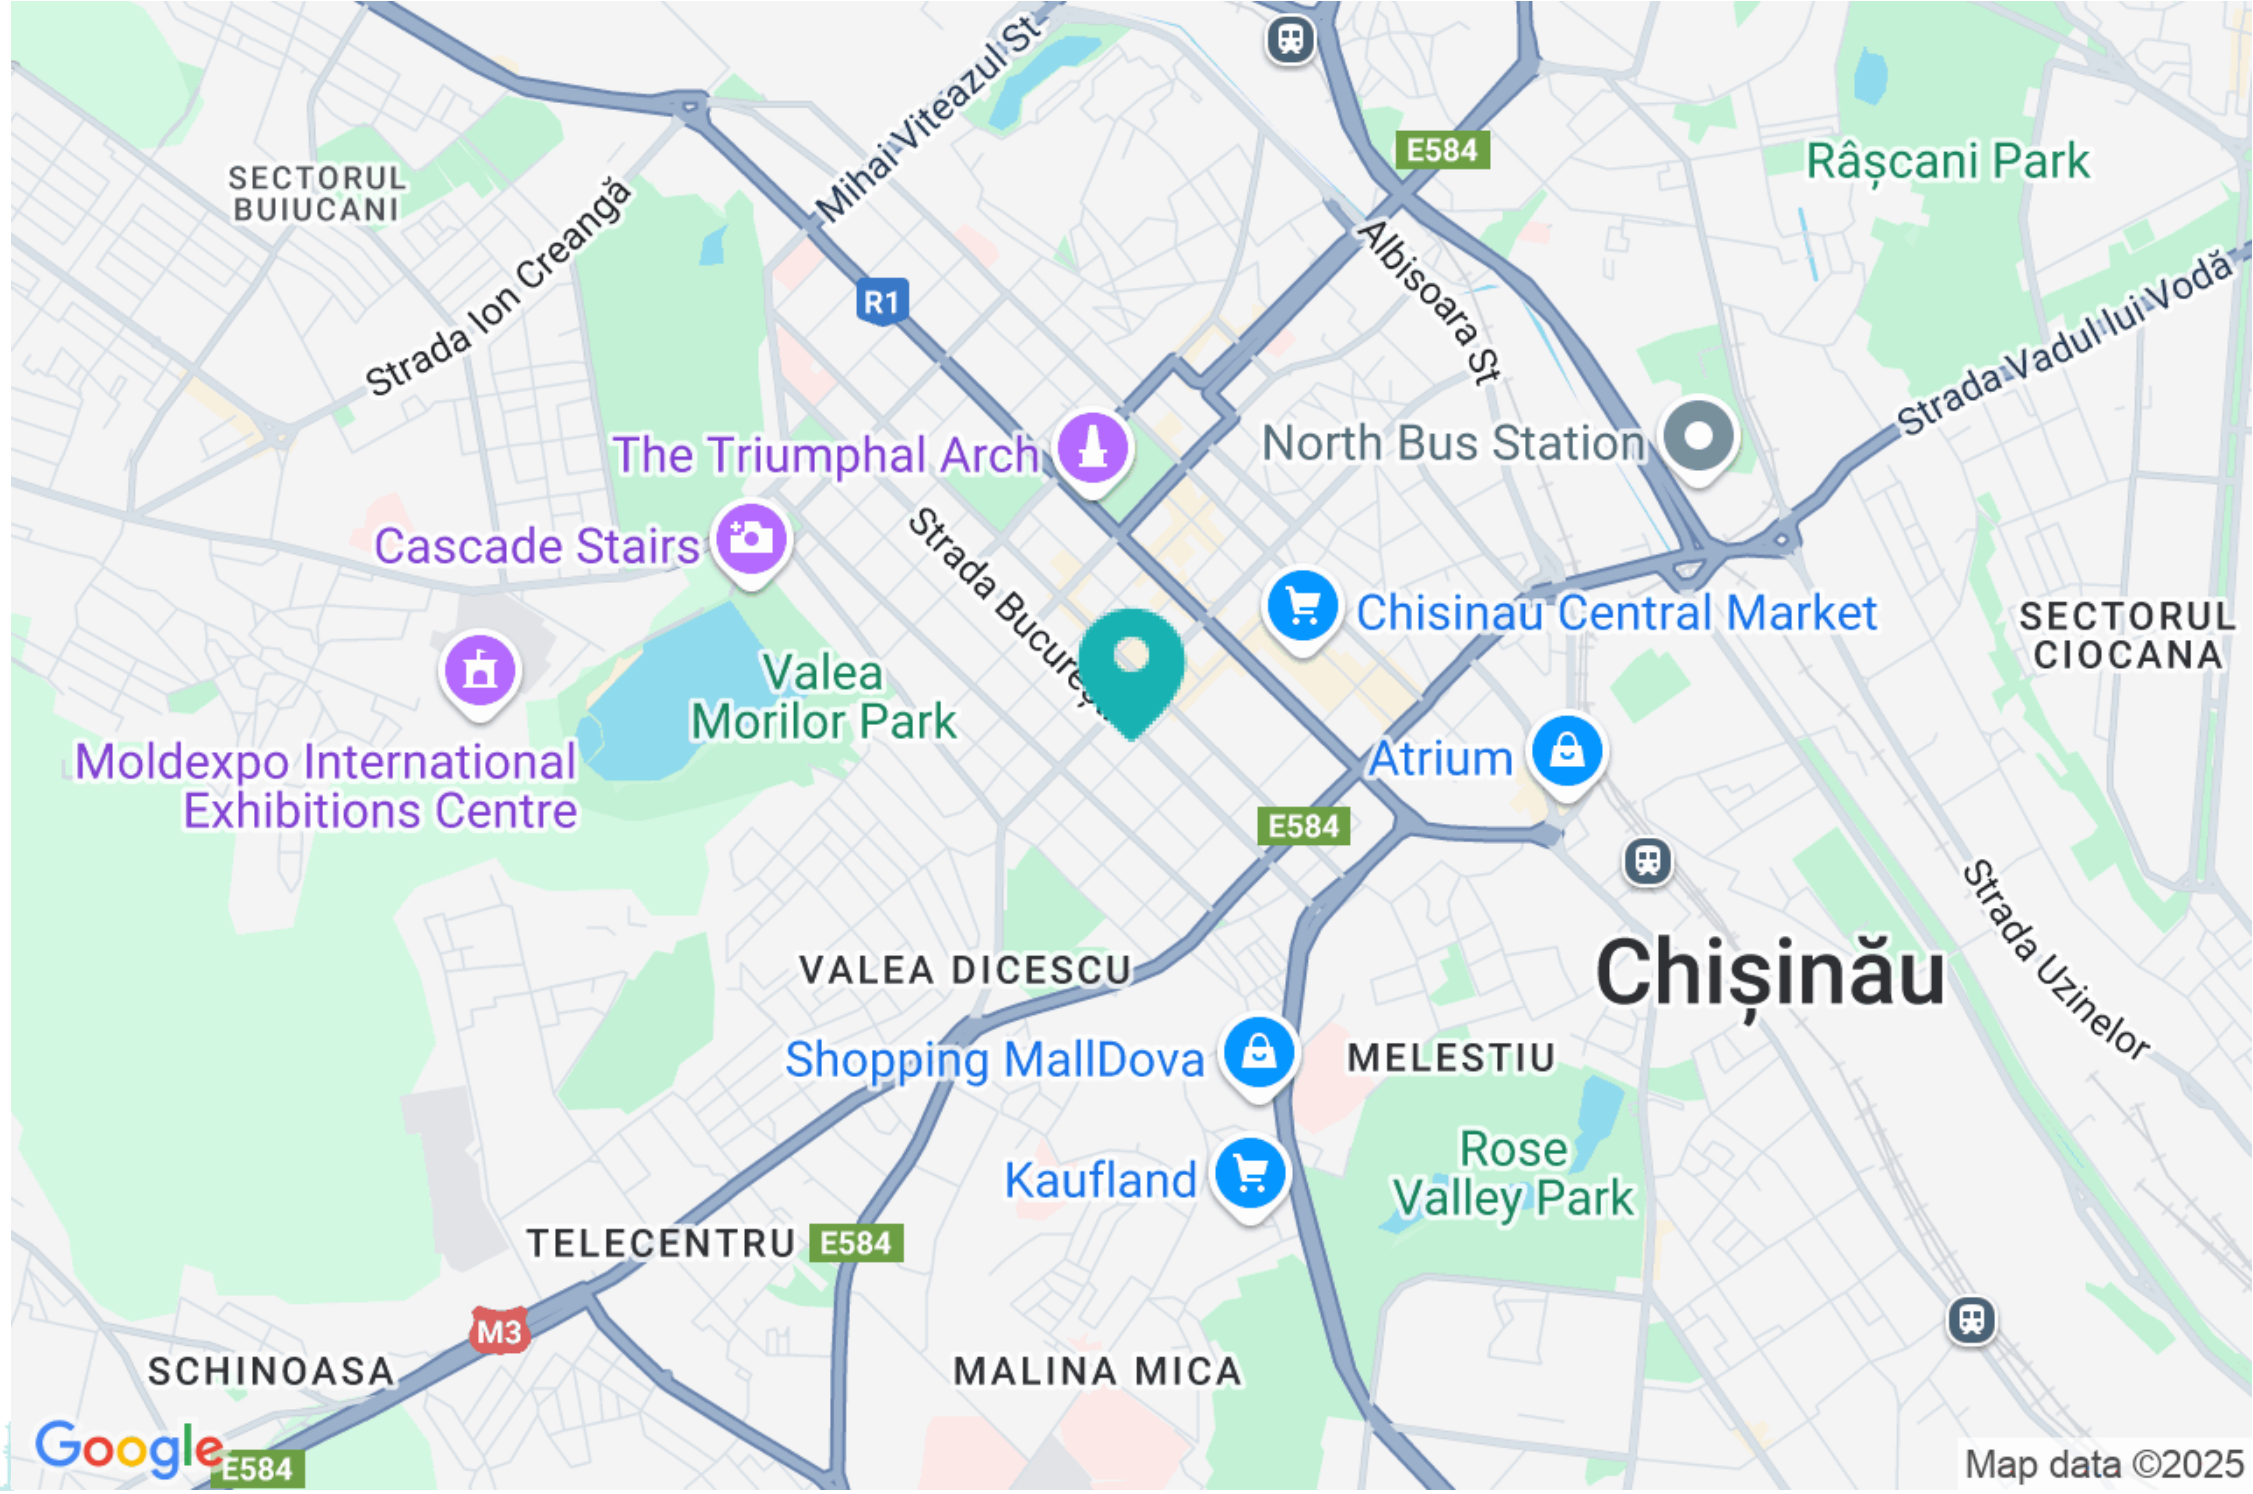 Mihai Viteazul St
E584
Râșcani Park
SECTORUL
BUIUCANI
Strada Ion Creangă
R1
Albisoara St
Strada Vadul lui Vodă
The Triumphal Arch
North Bus Station
Cascade Stairs
Strada București
Chisinau Central Market
SECTORUL
CIOCANA
Valea
Morilor Park
Moldexpo International
Exhibitions Centre
Atrium
E584
Strada Uzinelor
VALEA DICESCU
Chișinău
Shopping MallDova
MELESTIU
Rose
Valley Park
Kaufland
TELECENTRU
E584
M3
SCHINOASA
MALINA MICA
Google
E584
Map data ©2025